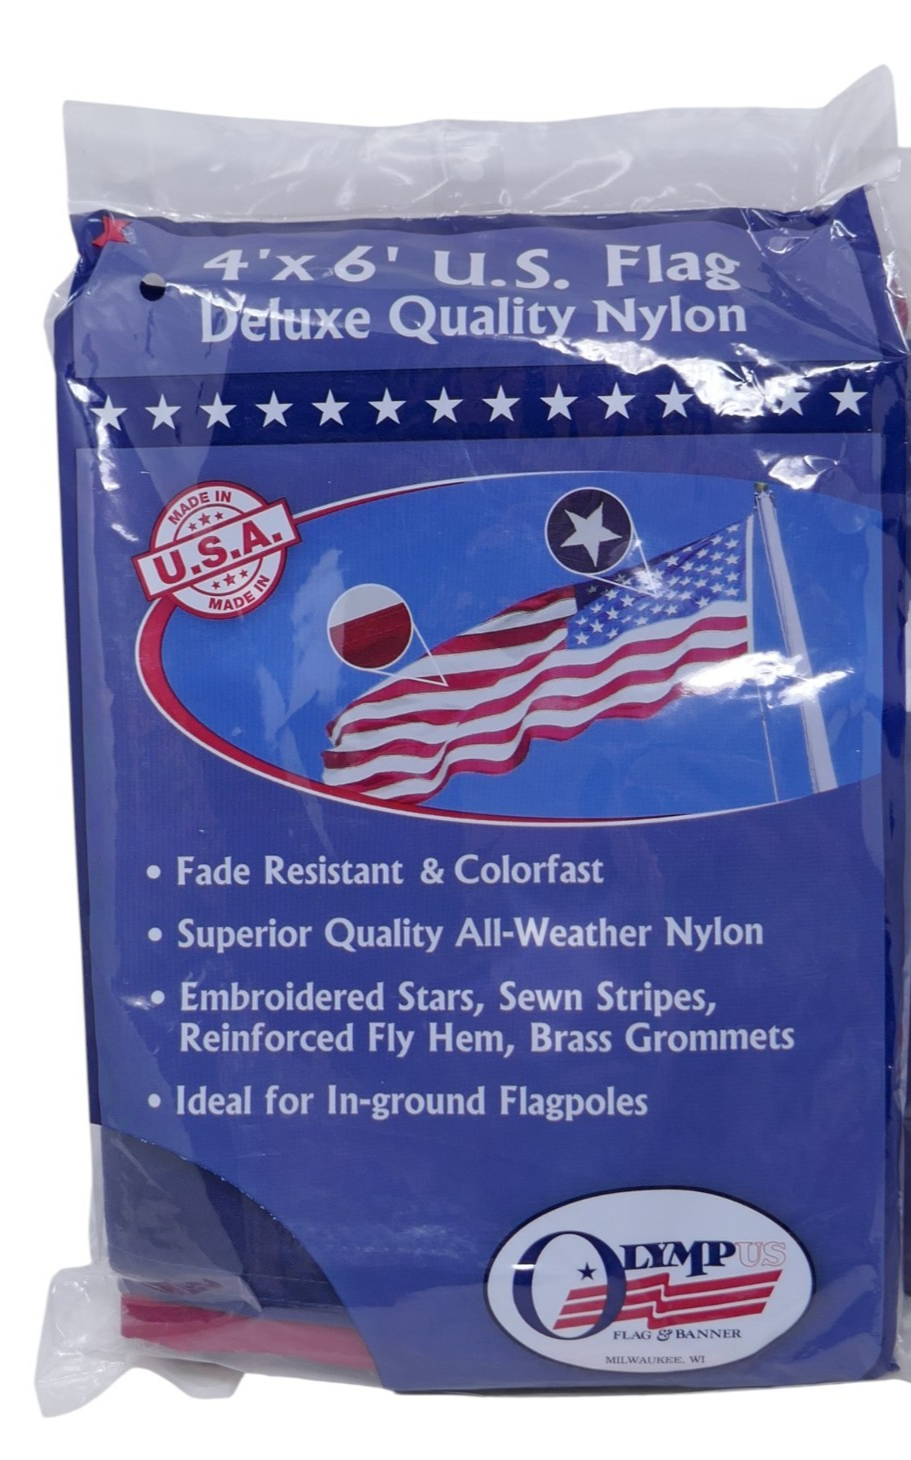 4'x6' U.S. Flag
Deluxe Quality Nylon
MADE IN
U.S.A.
MADE IN
• Fade Resistant & Colorfast
• Superior Quality All-Weather Nylon
• Embroidered Stars, Sewn Stripes,
Reinforced Fly Hem, Brass Grommets
• Ideal for In-ground Flagpoles
OLYMPUS
FLAG & BANNER
MILWAUKEE, WI